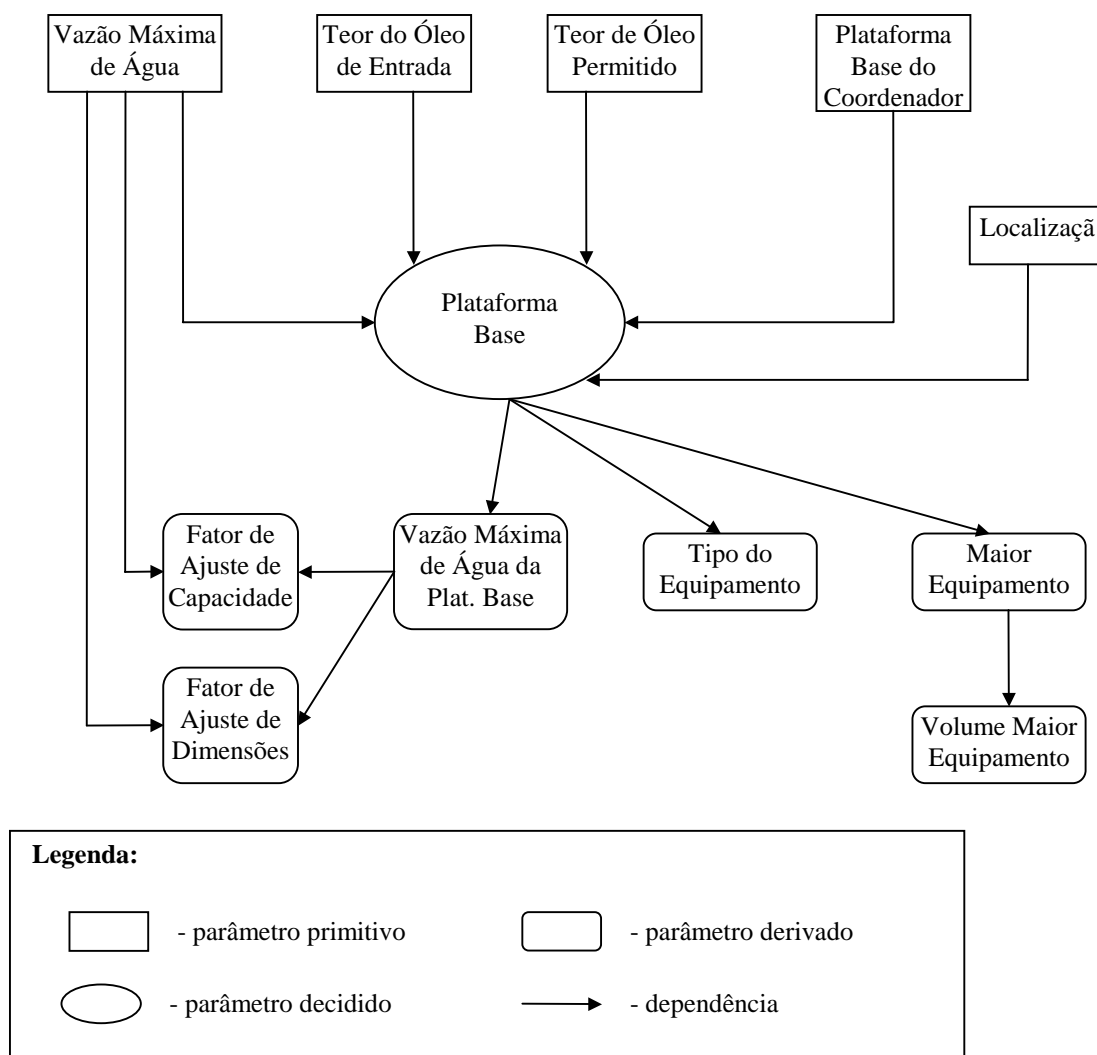 Vazão Máxima
de Água
Teor do Óleo
de Entrada
Teor de Óleo
Permitido
Plataforma
Base do
Coordenador
Localizaçã
Plataforma
Base
Fator de
Ajuste de
Capacidade
Vazão Máxima
de Água da
Plat. Base
Tipo do
Equipamento
Maior
Equipamento
Fator de
Ajuste de
Dimensões
Volume Maior
Equipamento
Legenda:
- parâmetro primitivo
- parâmetro derivado
- parâmetro decidido
- dependência